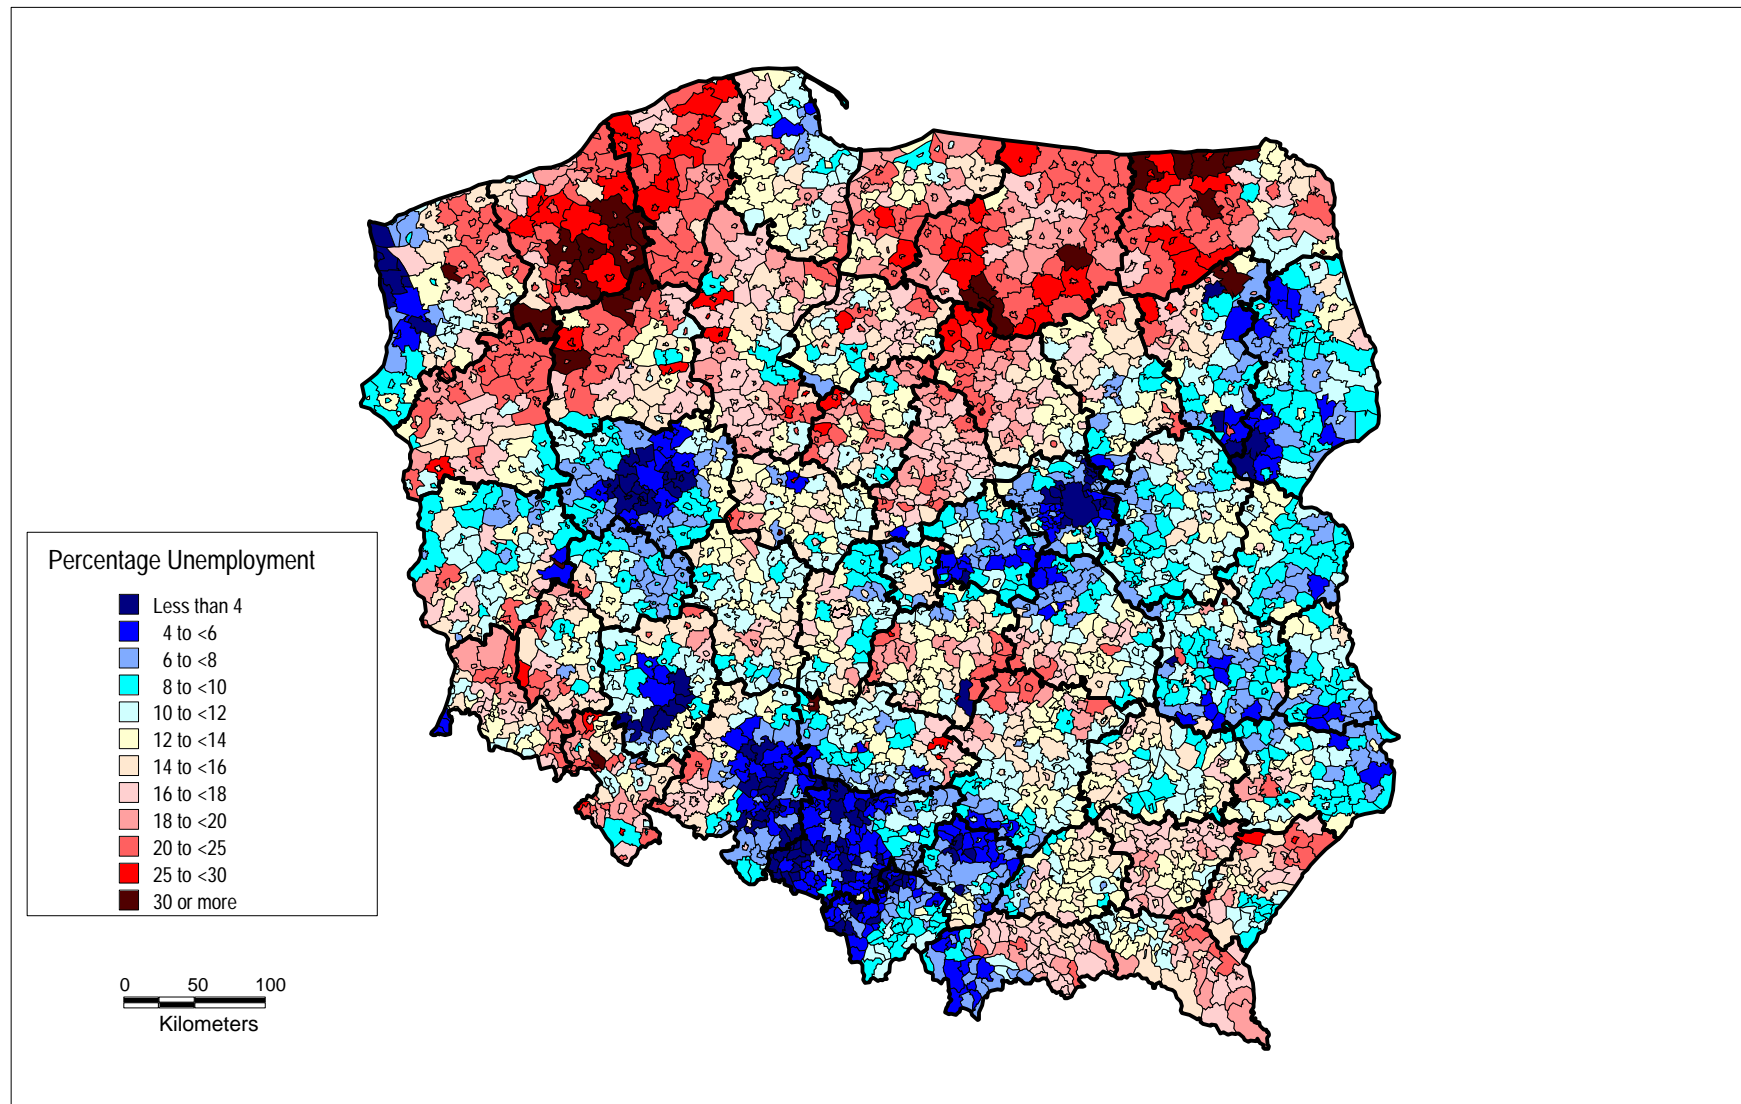 Percentage Unemployment
Less than 4
4 to <6
6 to <8
8 to <10
10 to <12
12 to <14
14 to <16
16 to <18
18 to <20
20 to <25
25 to <30
30 or more
0 50 100
Kilometers